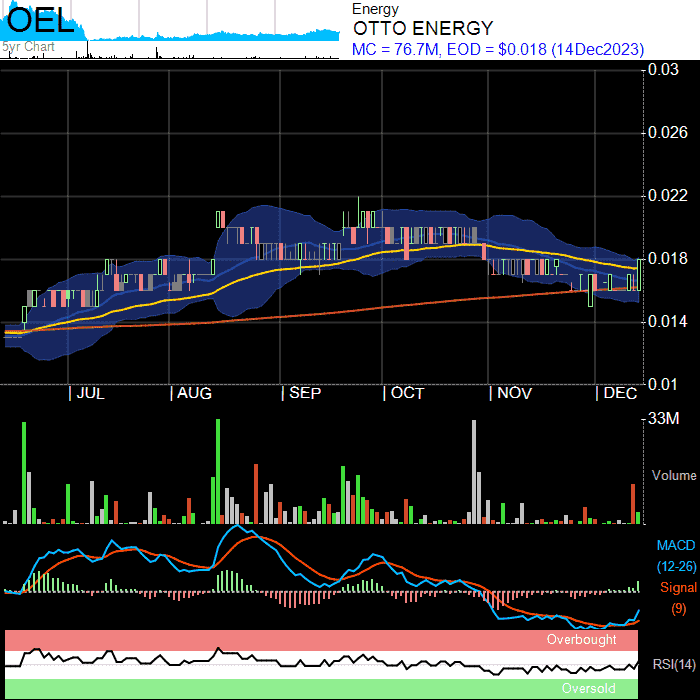 OEL
5yr Chart
Energy
OTTO ENERGY
MC = 76.7M, EOD = $0.018 (14Dec2023)
0.03
0.026
0.022
0.018
0.014
0.01
JUL AUG SEP OCT NOV DEC
33M
Volume
MACD
(12-26)
Signal
(9)
Overbought
RSI(14)
Oversold